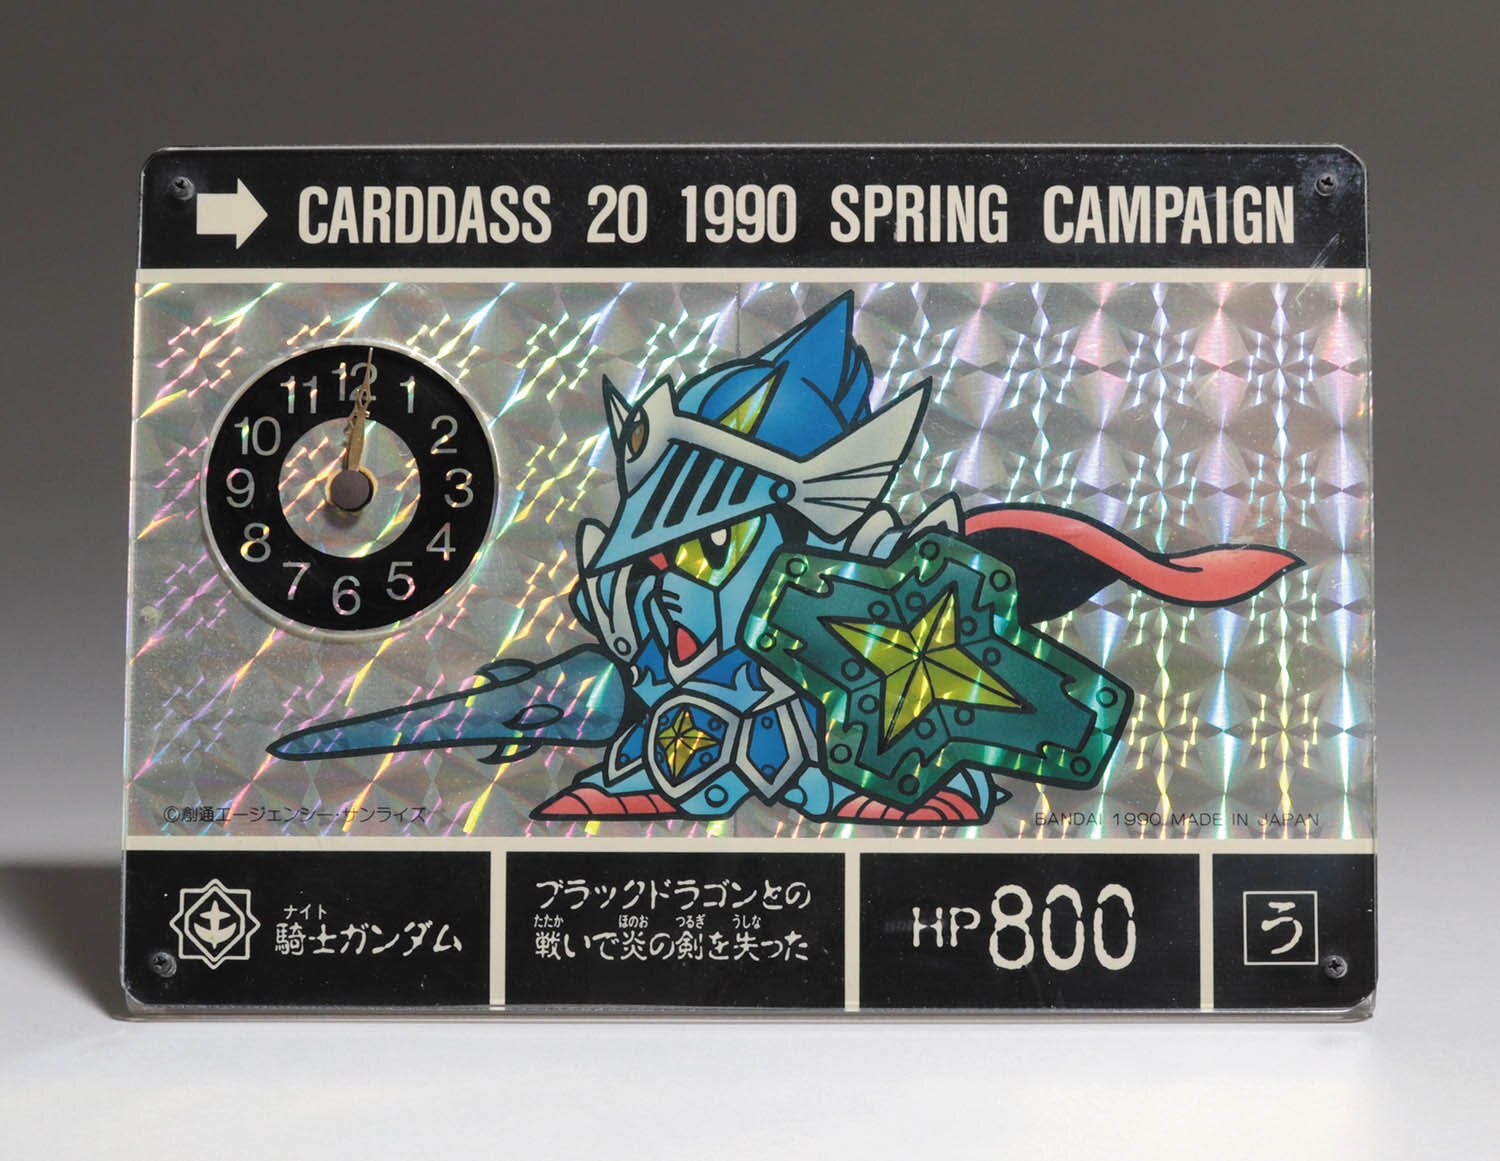 CARDDASS 20 1990 SPRING CAMPAIGN
11 12 1
10 2
9 3
8 4
7 6 5
©創通エージェンシー・サンライズ
BANDAI 1990 MADE IN JAPAN
ナイト
騎士ガンダム
ブラックドラゴンとの
たたか ほのお つるぎ うしな
戦いで炎の剣を失った
HP800
う